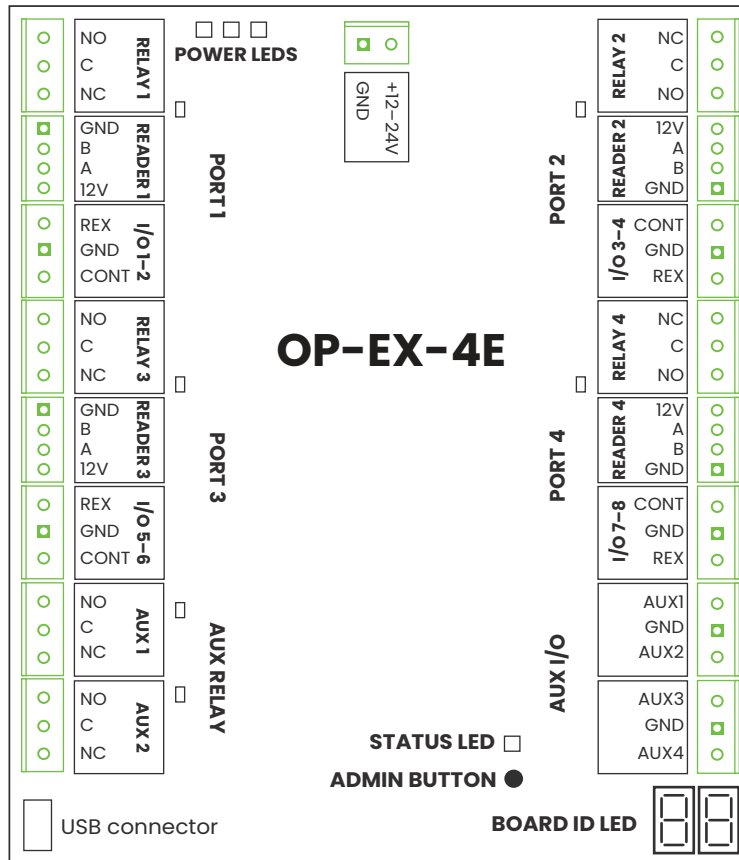 POWER LEDS
+12-24V
GND
NO
C
NC
RELAY 1
GND
B
A
12V
READER 1
REX
GND
CONT
I/O 1-2
PORT 1
NO
C
NC
RELAY 3
GND
B
A
12V
READER 3
REX
GND
CONT
I/O 5-6
PORT 3
NO
C
NC
AUX 1
NO
C
NC
AUX 2
AUX RELAY
OP-EX-4E
RELAY 2
NC
C
NO
READER 2
12V
A
B
GND
I/O 3-4
CONT
GND
REX
PORT 2
RELAY 4
NC
C
NO
READER 4
12V
A
B
GND
I/O 7-8
CONT
GND
REX
PORT 4
AUX1
GND
AUX2
AUX3
GND
AUX4
AUX I/O
STATUS LED
ADMIN BUTTON
USB connector
BOARD ID LED
88